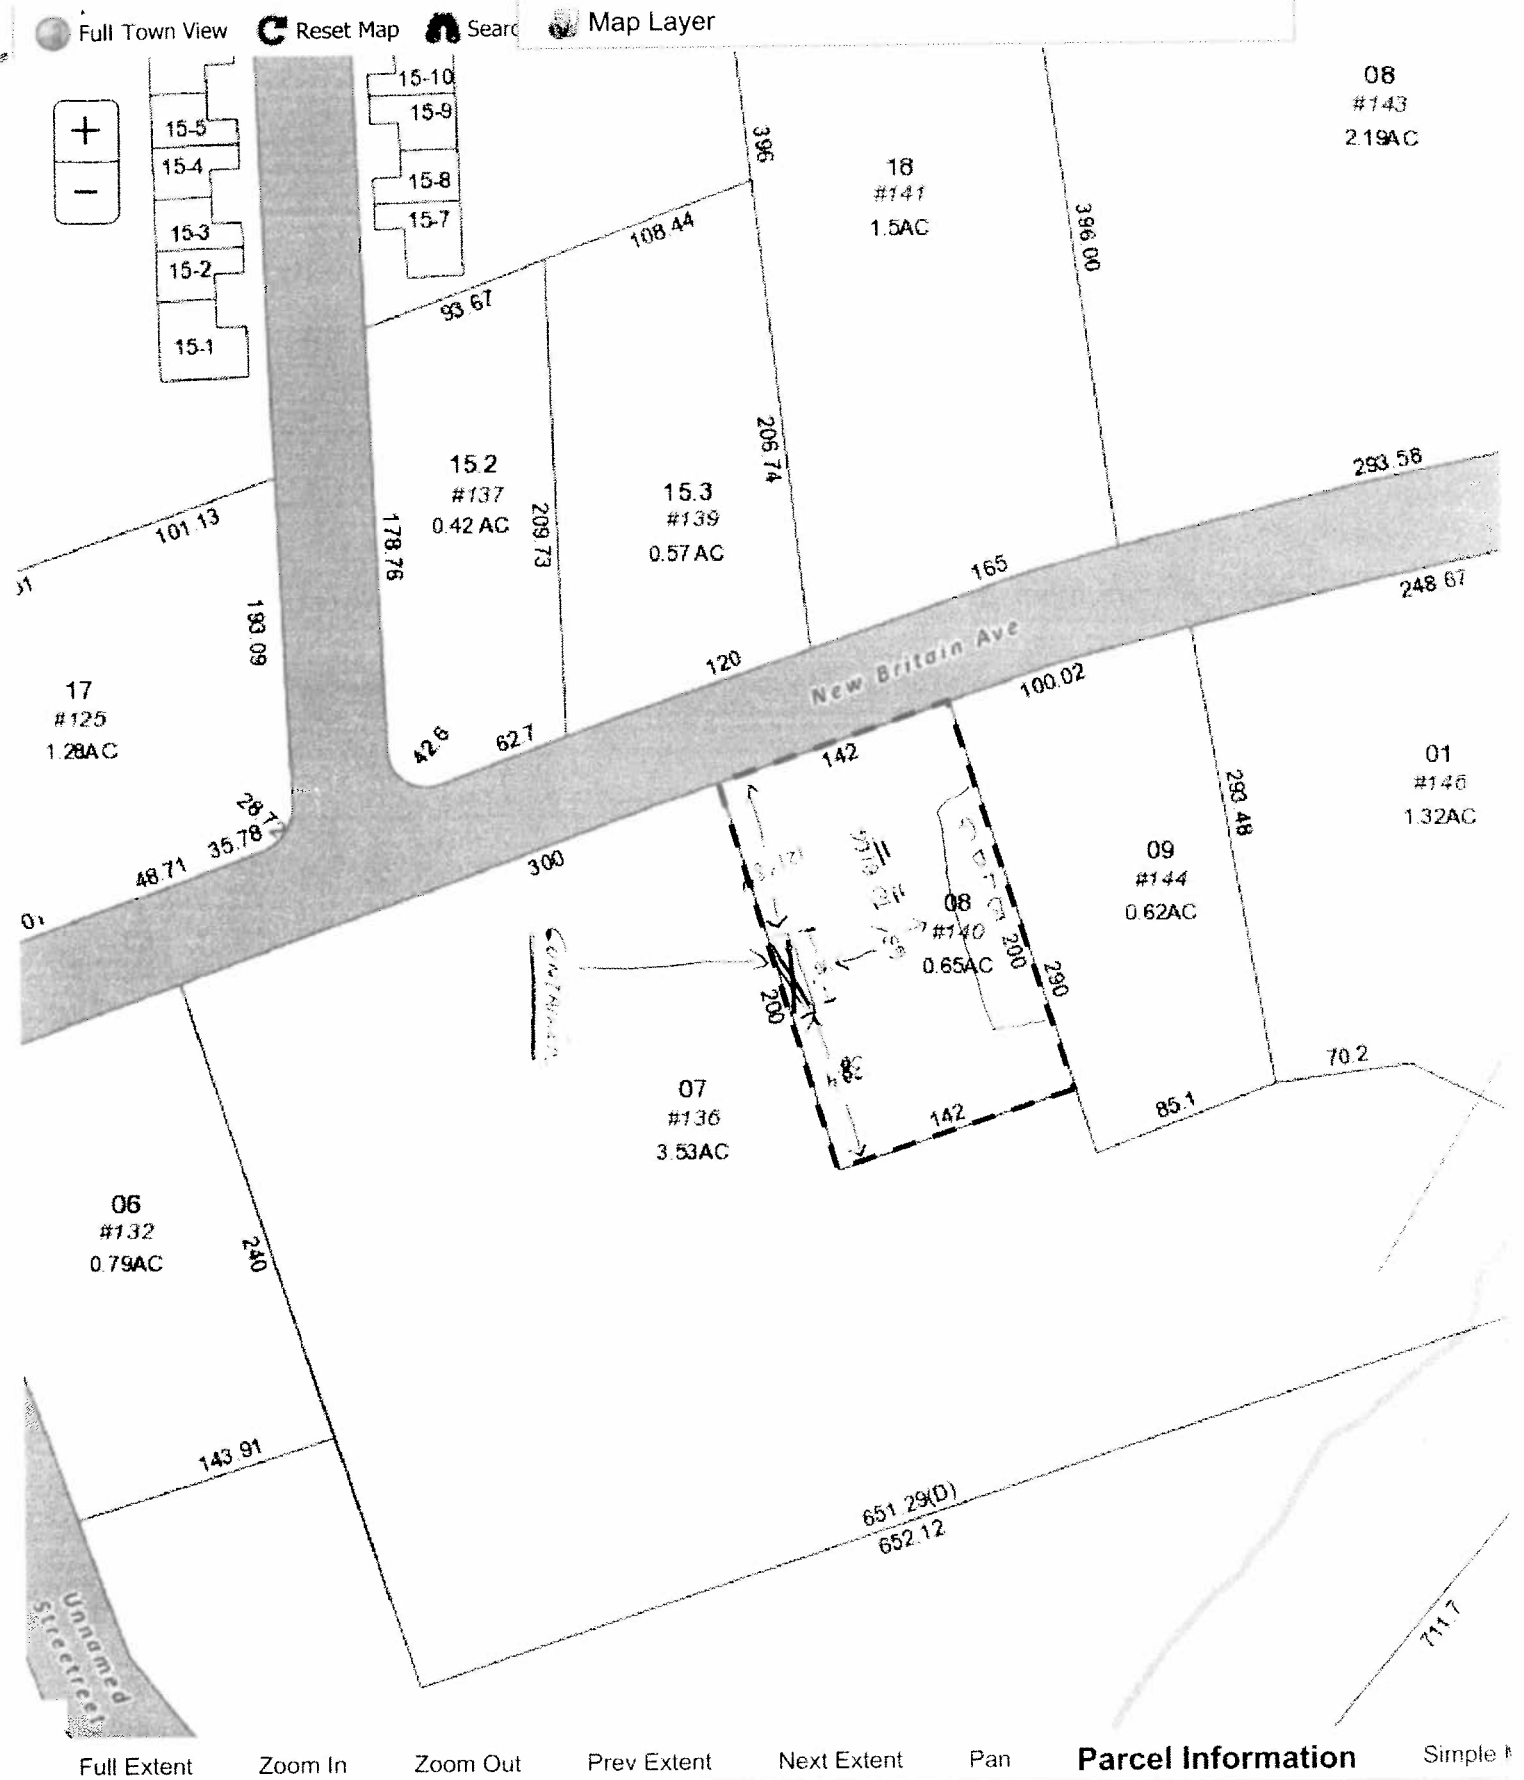 Full Town View
Reset Map
Searc
Map Layer
+
−
15-5
15-4
15-3
15-2
15-1
15-10
15-9
15-8
15-7
396
18
#141
1.5AC
396.00
08
#143
2.19AC
108.44
93.67
206.74
15.2
#137
0.42 AC
209.73
15.3
#139
0.57 AC
293.58
248.67
101.13
178.76
193.09
165
120
New Britain Ave
100.02
17
#125
1.28AC
42.6
62.7
142
01
#146
1.32AC
293.48
35.78
48.71
300
09
#144
0.62AC
08
#140
0.65AC
200
290
CONTAINER
200
07
#136
3.53AC
142
85.1
70.2
06
#132
0.79AC
240
143.91
651.29(D)
652.12
711.7
Unnamed
Streetreet
Full Extent
Zoom In
Zoom Out
Prev Extent
Next Extent
Pan
Parcel Information
Simple